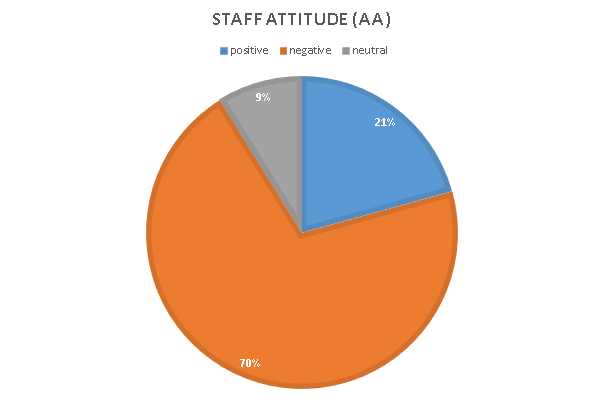 STAFF ATTITUDE (AA)
positive negative neutral
9%
21%
70%